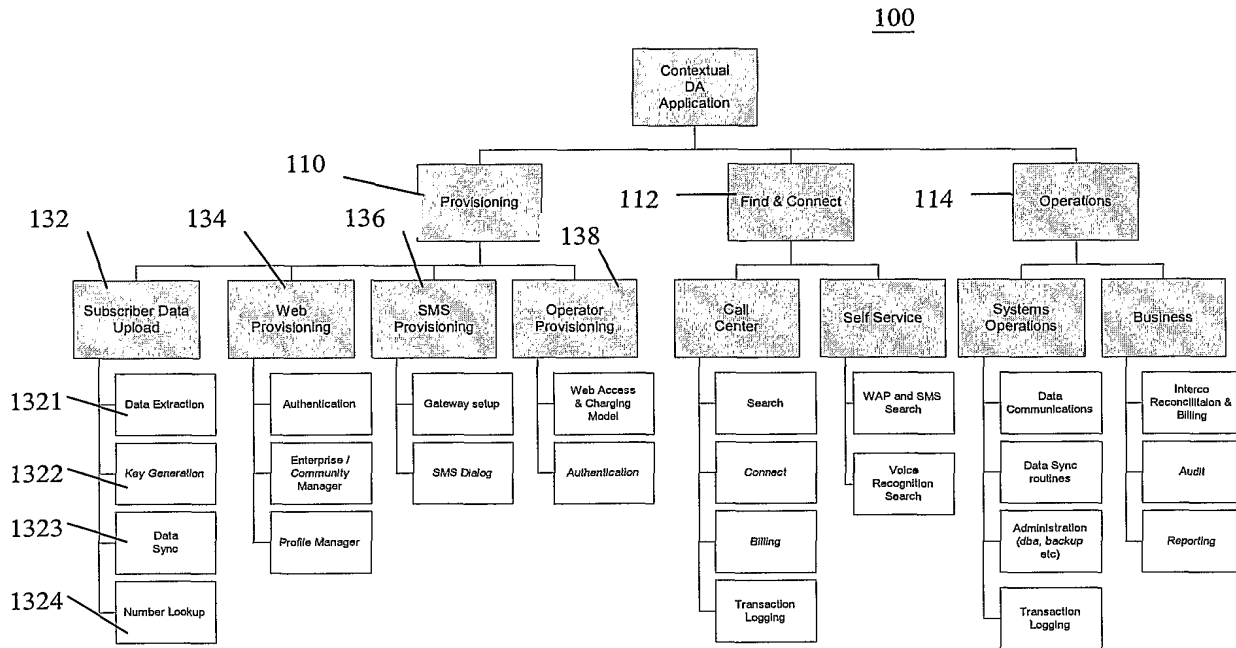 100
Contextual
DA
Application
110
Provisioning
112
Find & Connect
114
Operations
132
Subscriber Data
Upload
134
Web
Provisioning
136
SMS
Provisioning
138
Operator
Provisioning
Call
Center
Self Service
Systems
Operations
Business
1321
Data Extraction
1322
Key Generation
1323
Data
Sync
1324
Number Lookup
Authentication
Enterprise /
Community
Manager
Profile Manager
Gateway setup
SMS Dialog
Web Access
& Charging
Model
Authentication
Search
Connect
Billing
Transaction
Logging
WAP and SMS
Search
Voice
Recognition
Search
Data
Communications
Data Sync
routines
Administration
(dba, backup
etc)
Transaction
Logging
Interco
Reconcilitaion &
Billing
Audit
Reporting